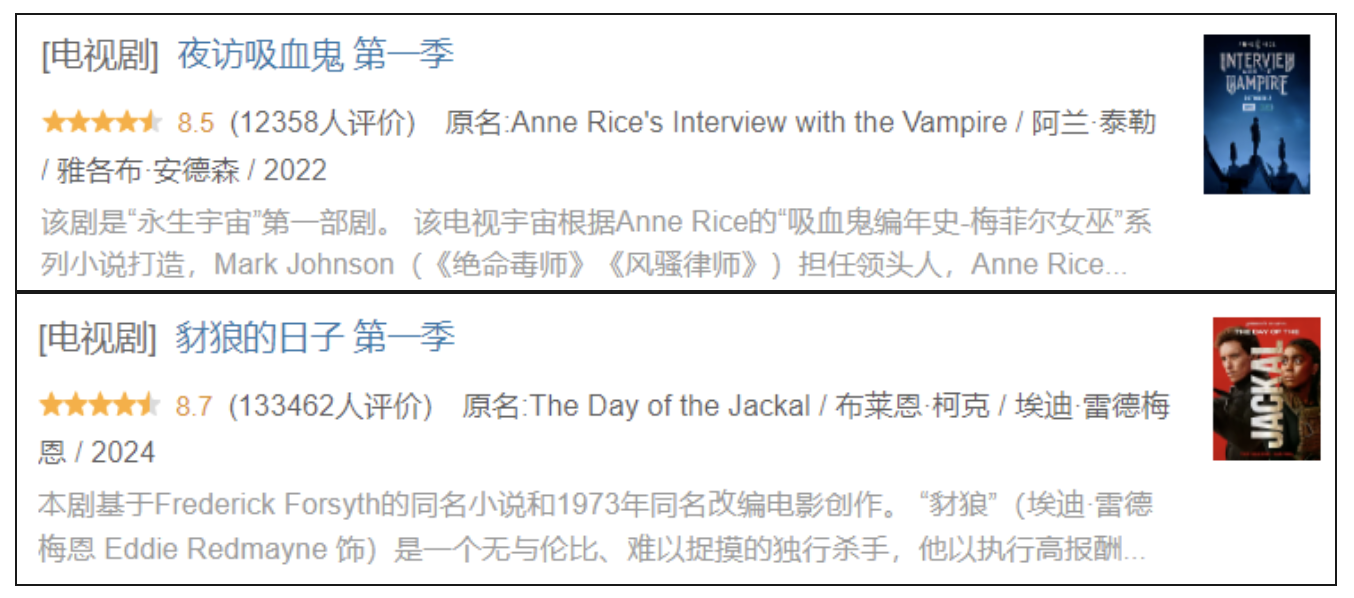 [电视剧] 夜访吸血鬼 第一季
8.5 (12358人评价) 原名:Anne Rice's Interview with the Vampire / 阿兰·泰勒
/ 雅各布·安德森 / 2022
该剧是“永生宇宙”第一部剧。 该电视宇宙根据Anne Rice的“吸血鬼编年史-梅菲尔女巫”系
列小说打造，Mark Johnson（《绝命毒师》《风骚律师》）担任领头人，Anne Rice...
INTERVIEW
VAMPIRE
[电视剧] 豺狼的日子 第一季
8.7 (133462人评价) 原名:The Day of the Jackal / 布莱恩·柯克 / 埃迪·雷德梅
恩 / 2024
本剧基于Frederick Forsyth的同名小说和1973年同名改编电影创作。 “豺狼”（埃迪·雷德
梅恩 Eddie Redmayne 饰）是一个无与伦比、难以捉摸的独行杀手，他以执行高报酬...
THE DAY OF THE
JACKAL